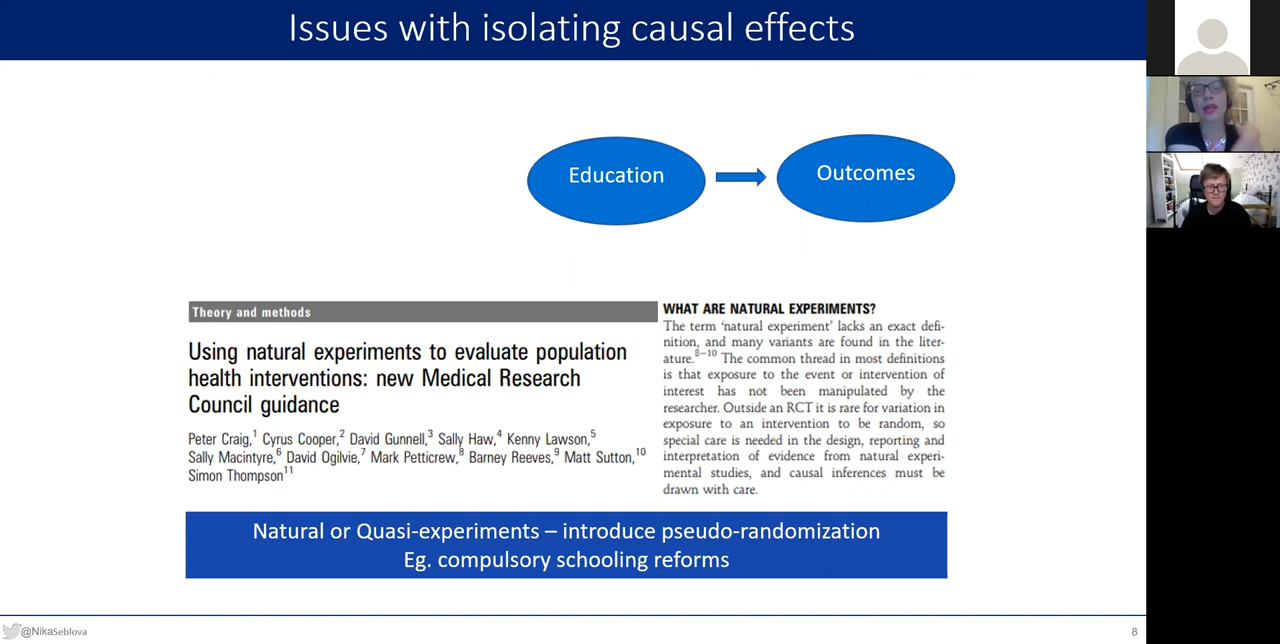 Issues with isolating causal effects
Education
Outcomes
Theory and methods
Using natural experiments to evaluate population
health interventions: new Medical Research
Council guidance
Peter Craig,1 Cyrus Cooper,2 David Gunnell,3 Sally Haw,4 Kenny Lawson,5
Sally Macintyre,6 David Ogilvie,7 Mark Petticrew,8 Barney Reeves,9 Matt Sutton,10
Simon Thompson11
WHAT ARE NATURAL EXPERIMENTS?
The term ‘natural experiment’ lacks an exact defi-
nition, and many variants are found in the liter-
ature.8–10 The common thread in most definitions
is that exposure to the event or intervention of
interest has not been manipulated by the
researcher. Outside an RCT it is rare for variation in
exposure to an intervention to be random, so
special care is needed in the design, reporting and
interpretation of evidence from natural experi-
mental studies, and causal inferences must be
drawn with care.
Natural or Quasi-experiments – introduce pseudo-randomization
Eg. compulsory schooling reforms
@NikaSeblova
8